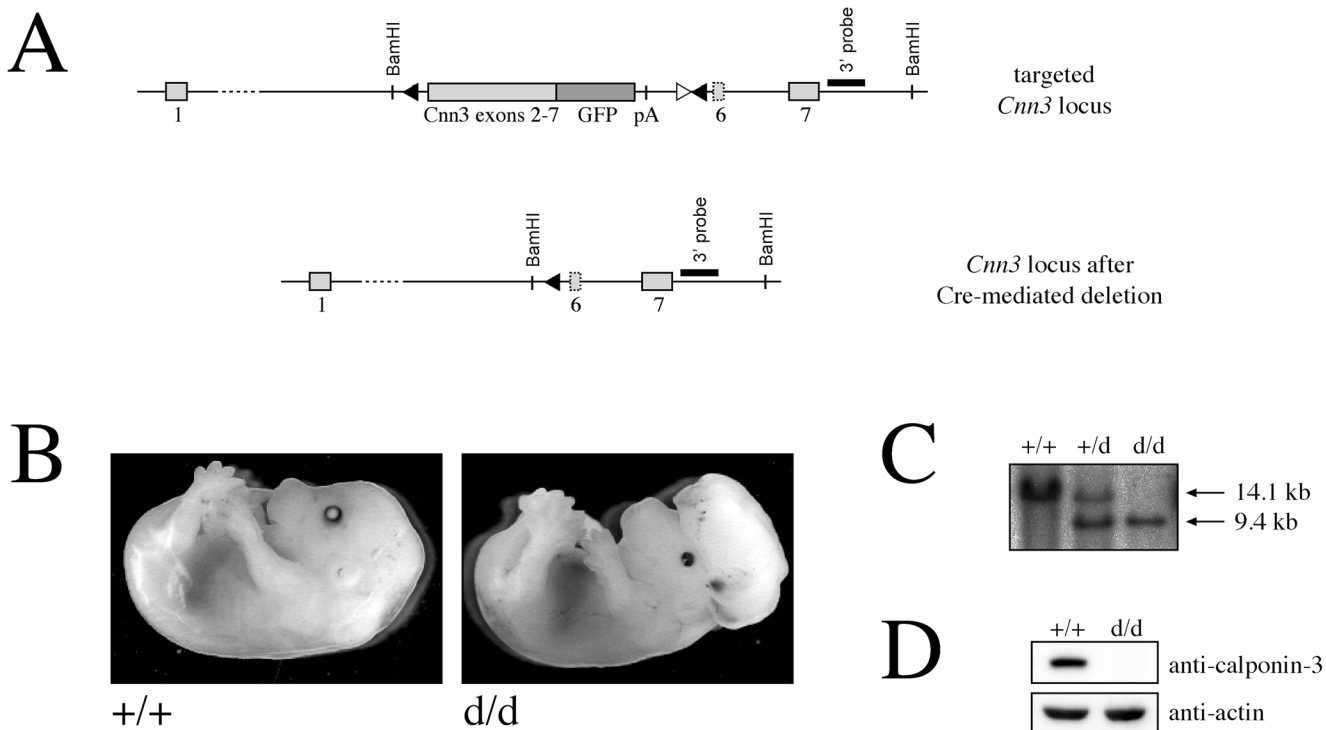 A
BamHI
3' probe
BamHI
1
Cnn3 exons 2-7
GFP
pA
6
7
targeted
Cnn3 locus
BamHI
3' probe
BamHI
1
6
7
Cnn3 locus after
Cre-mediated deletion
B
+/+
d/d
C
+/+ +/d d/d
14.1 kb
9.4 kb
D
+/+ d/d
anti-calponin-3
anti-actin